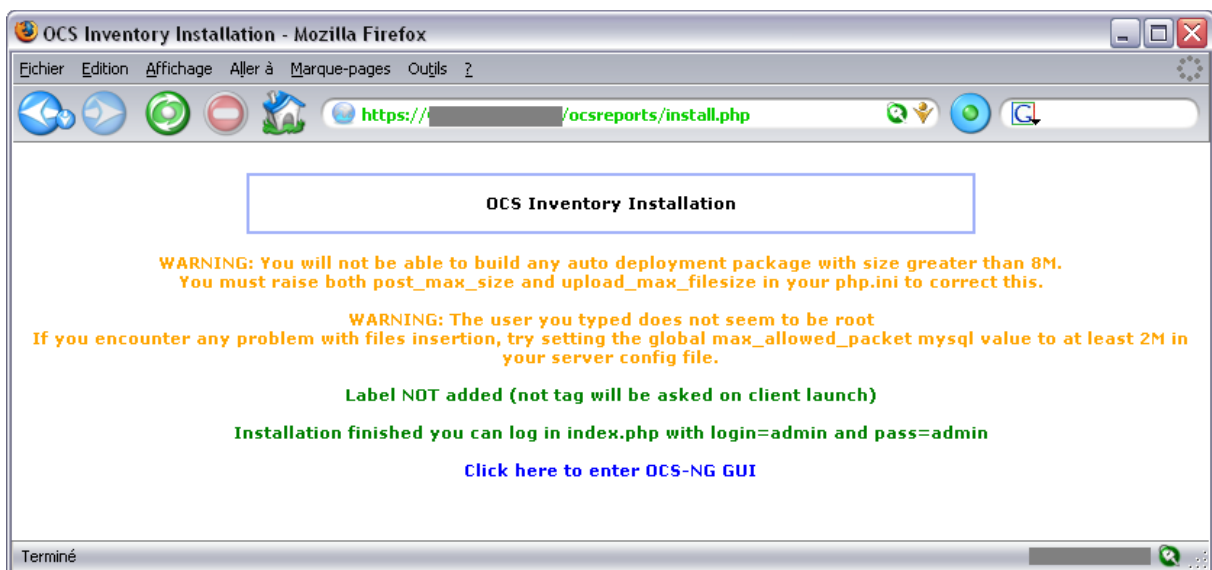 OCS Inventory Installation - Mozilla Firefox
Fichier Edition Affichage Aller à Marque-pages Outils ?
https:// /ocsreports/install.php
G
OCS Inventory Installation
WARNING: You will not be able to build any auto deployment package with size greater than 8M.
You must raise both post_max_size and upload_max_filesize in your php.ini to correct this.
WARNING: The user you typed does not seem to be root
If you encounter any problem with files insertion, try setting the global max_allowed_packet mysql value to at least 2M in
your server config file.
Label NOT added (not tag will be asked on client launch)
Installation finished you can log in index.php with login=admin and pass=admin
Click here to enter OCS-NG GUI
Terminé